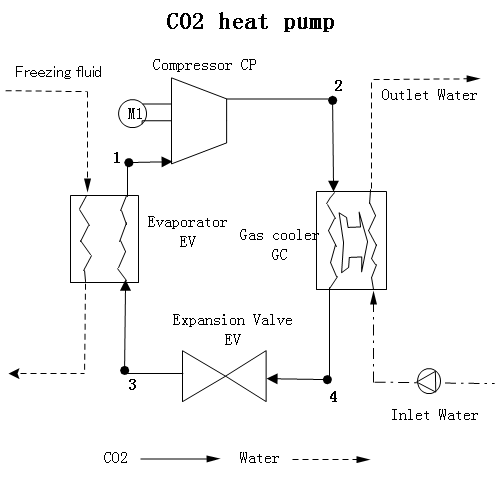 CO2 heat pump
Freezing fluid
Compressor CP
2
Outlet Water
M1
1
Evaporator
EV
Gas cooler
GC
Expansion Valve
EV
3
4
Inlet Water
CO2
Water